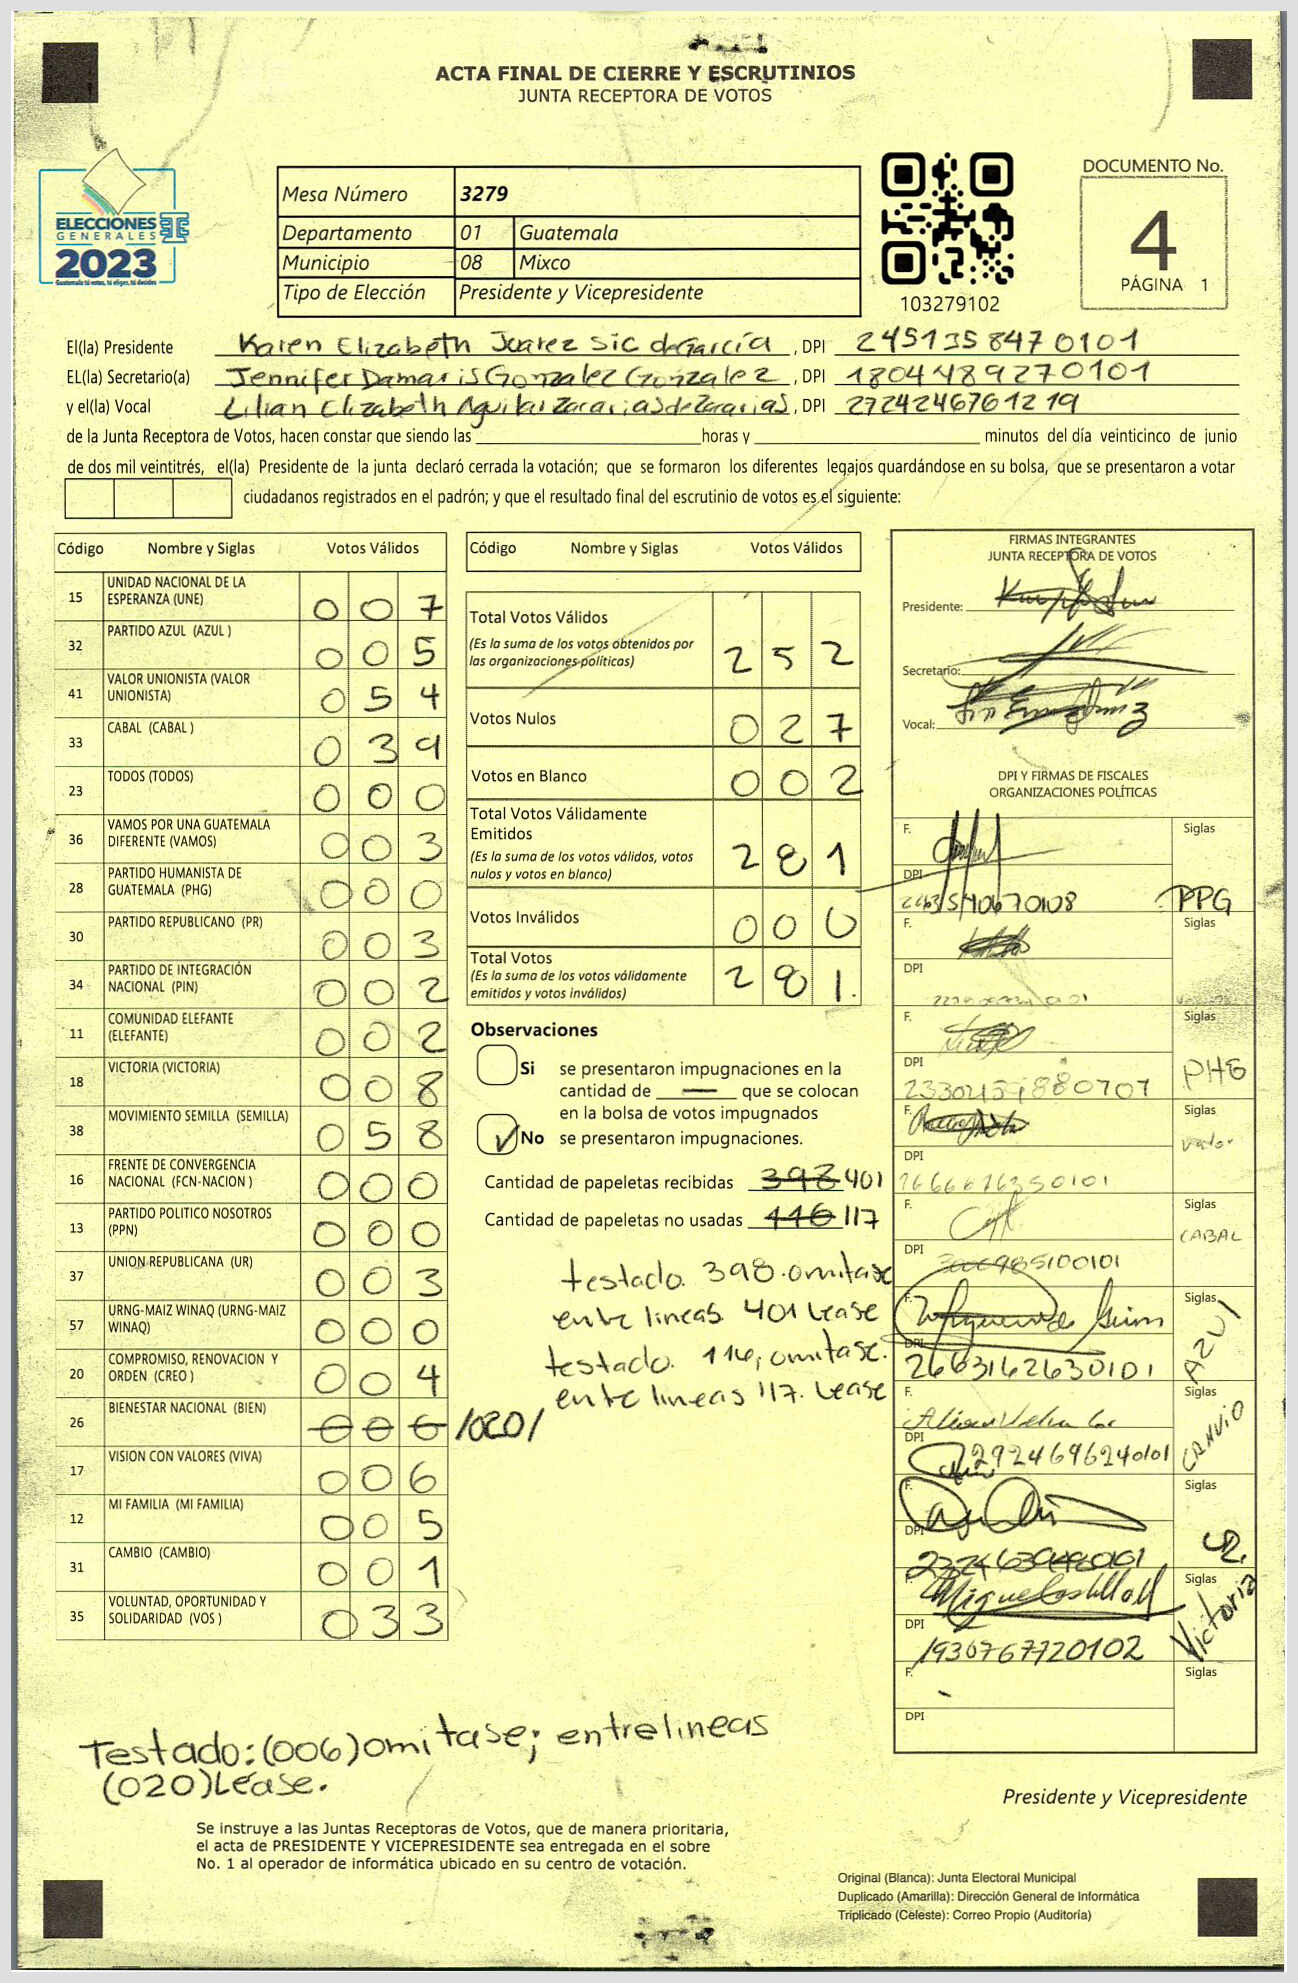 ACTA FINAL DE CIERRE Y ESCRUTINIOS
JUNTA RECEPTORA DE VOTOS
ELECCIONES
GENERALES
2023
Guatemala tú votas, tú eliges, tú decides
Mesa Número 3279
Departamento 01 Guatemala
Municipio 08 Mixco
Tipo de Elección Presidente y Vicepresidente
103279102
DOCUMENTO No.
4
PÁGINA 1
El(la) Presidente Karen Elizabeth Juarez Sic de García , DPI 2451358470101
EL(la) Secretario(a) Jennifer Damaris Gonzalez Gonzalez , DPI 1804489270101
y el(la) Vocal Lilian Elizabeth Aguilar Zacarias de Zacarias , DPI 2724246761219
de la Junta Receptora de Votos, hacen constar que siendo las horas y minutos del día veinticinco de junio
de dos mil veintitrés, el(la) Presidente de la junta declaró cerrada la votación; que se formaron los diferentes legajos guardándose en su bolsa, que se presentaron a votar
ciudadanos registrados en el padrón; y que el resultado final del escrutinio de votos es el siguiente:
Código Nombre y Siglas Votos Válidos
15 UNIDAD NACIONAL DE LA ESPERANZA (UNE) 007
32 PARTIDO AZUL (AZUL ) 005
41 VALOR UNIONISTA (VALOR UNIONISTA) 054
33 CABAL (CABAL ) 039
23 TODOS (TODOS) 000
36 VAMOS POR UNA GUATEMALA DIFERENTE (VAMOS) 003
28 PARTIDO HUMANISTA DE GUATEMALA (PHG) 000
30 PARTIDO REPUBLICANO (PR) 003
34 PARTIDO DE INTEGRACIÓN NACIONAL (PIN) 002
11 COMUNIDAD ELEFANTE (ELEFANTE) 002
18 VICTORIA (VICTORIA) 008
38 MOVIMIENTO SEMILLA (SEMILLA) 058
16 FRENTE DE CONVERGENCIA NACIONAL (FCN-NACION ) 000
13 PARTIDO POLITICO NOSOTROS (PPN) 000
37 UNION REPUBLICANA (UR) 003
57 URNG-MAIZ WINAQ (URNG-MAIZ WINAQ) 000
20 COMPROMISO, RENOVACION Y ORDEN (CREO ) 004
26 BIENESTAR NACIONAL (BIEN) 006 /020/
17 VISION CON VALORES (VIVA) 006
12 MI FAMILIA (MI FAMILIA) 005
31 CAMBIO (CAMBIO) 001
35 VOLUNTAD, OPORTUNIDAD Y SOLIDARIDAD (VOS ) 033
Código Nombre y Siglas Votos Válidos
Total Votos Válidos 252
(Es la suma de los votos obtenidos por las organizaciones políticas)
Votos Nulos 027
Votos en Blanco 002
Total Votos Válidamente Emitidos 281
(Es la suma de los votos válidos, votos nulos y votos en blanco)
Votos Inválidos 000
Total Votos 281.
(Es la suma de los votos válidamente emitidos y votos inválidos)
Observaciones
Si se presentaron impugnaciones en la
cantidad de — que se colocan
en la bolsa de votos impugnados
No se presentaron impugnaciones.
Cantidad de papeletas recibidas 398 401
Cantidad de papeletas no usadas 116 117
testado. 398. omitase
entre lineas 401 Lease
testado. 116, omitase.
entre lineas 117. Lease
FIRMAS INTEGRANTES
JUNTA RECEPTORA DE VOTOS
Presidente:
Secretario:
Vocal:
DPI Y FIRMAS DE FISCALES
ORGANIZACIONES POLÍTICAS
F. Siglas
DPI PPG
F. Siglas
DPI
F. Siglas
DPI PHG
F. Siglas
DPI Valor
F. Siglas
DPI CABAL
F. Siglas
DPI 2663162630101 AZUL
F. Siglas
DPI 2924696240101
F. Siglas
DPI
F. Miguel Castillo Siglas
DPI 1930767720102 Victoria
F. Siglas
DPI
Testado: (006) omitase; entrelineas
(020) Léase.
Presidente y Vicepresidente
Se instruye a las Juntas Receptoras de Votos, que de manera prioritaria,
el acta de PRESIDENTE Y VICEPRESIDENTE sea entregada en el sobre
No. 1 al operador de informática ubicado en su centro de votación.
Original (Blanca): Junta Electoral Municipal
Duplicado (Amarilla): Dirección General de Informática
Triplicado (Celeste): Correo Propio (Auditoría)